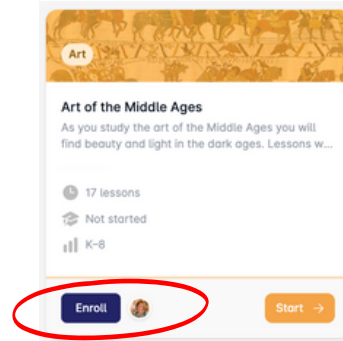 Art
Art of the Middle Ages
As you study the art of the Middle Ages you will
find beauty and light in the dark ages. Lessons w...
17 lessons
Not started
K–8
Enroll
Start →